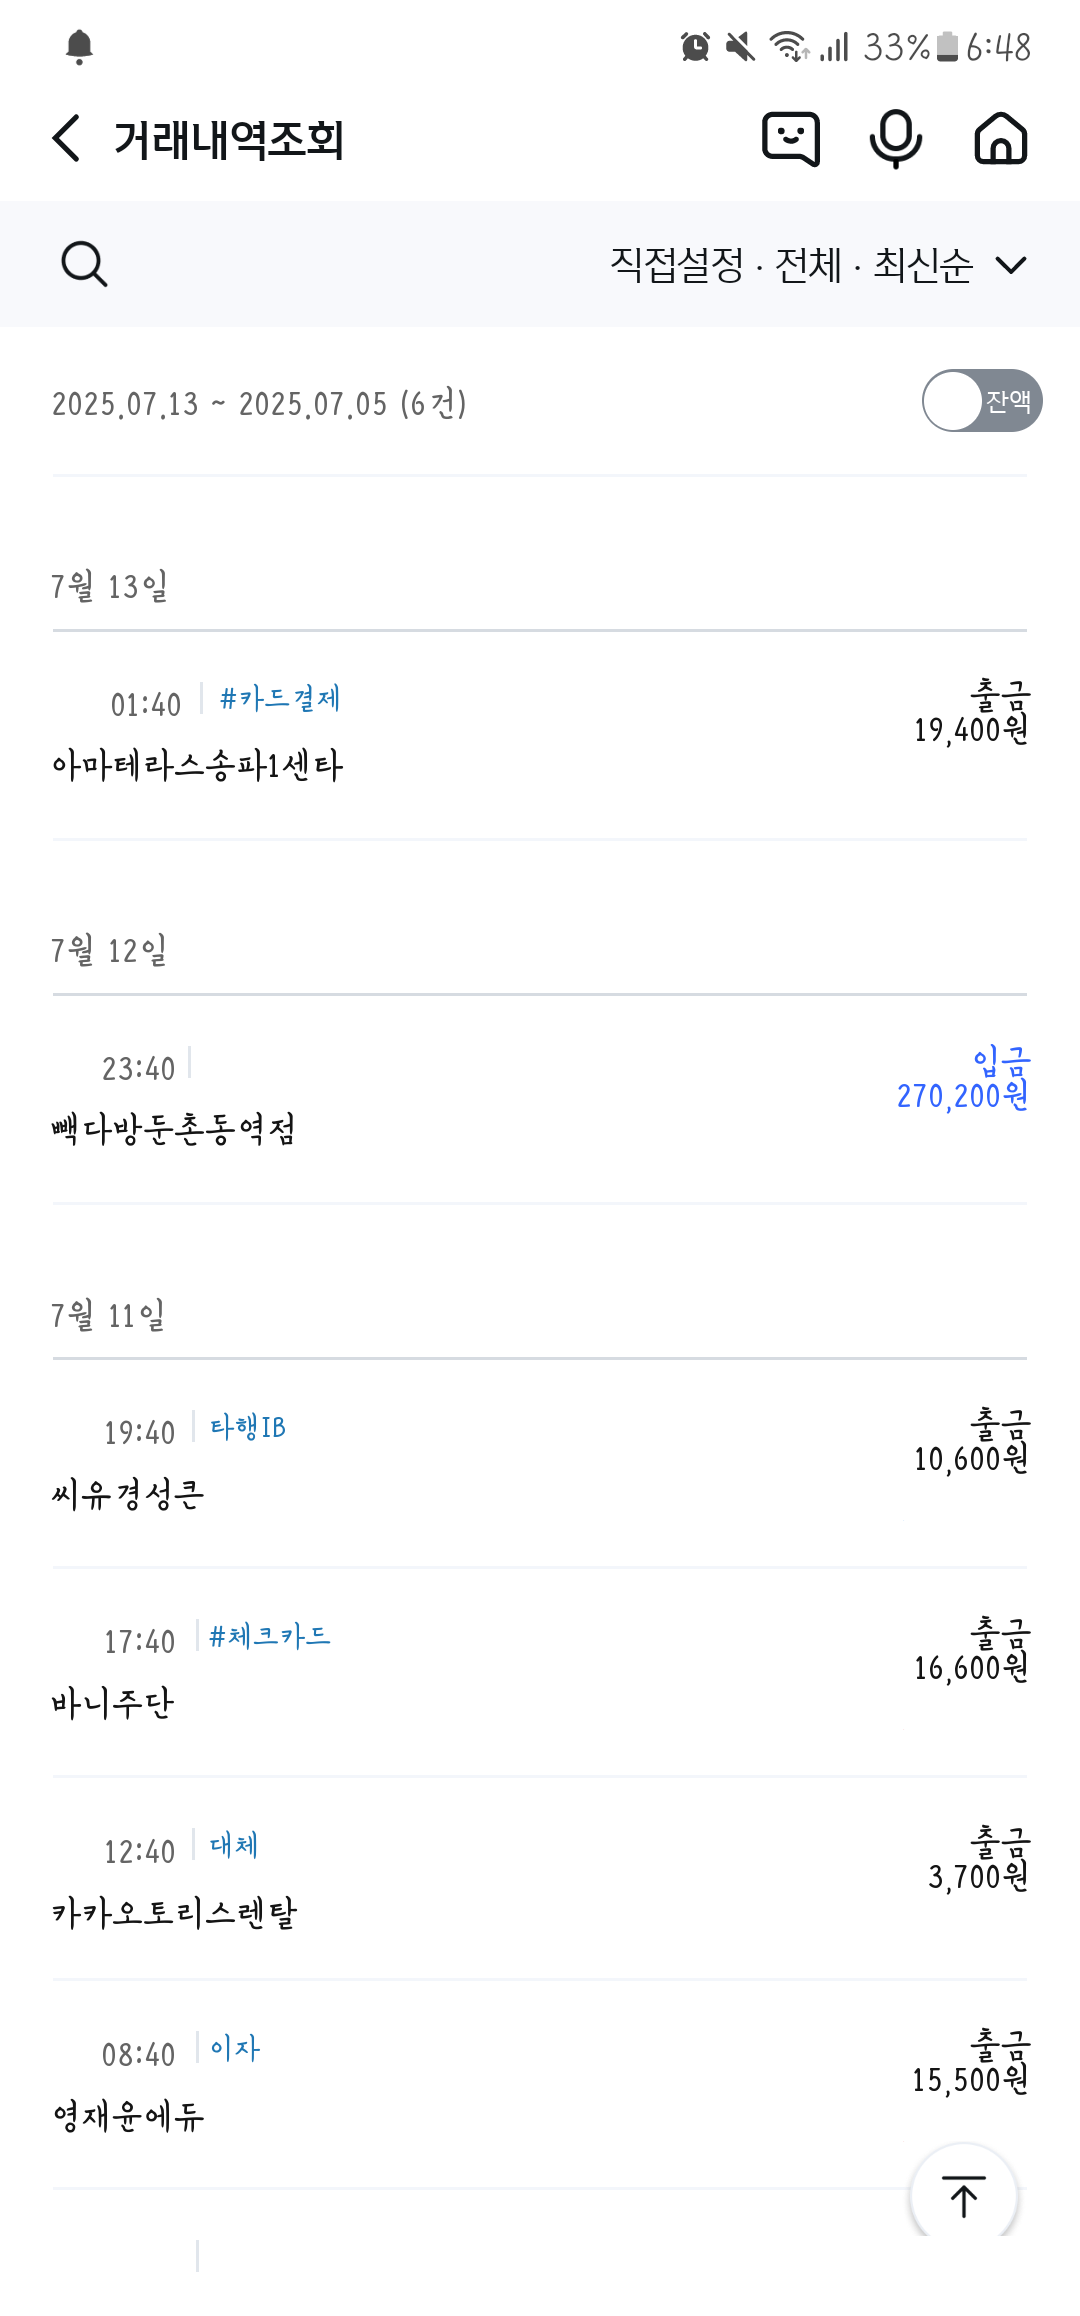 33% 6:48
거래내역조회
직접설정 · 전체 · 최신순
2025.07.13 ~ 2025.07.05 (6건)
잔액
7월 13일
01:40 #카드결제
출금
19,400원
아마테라스송파1센타
7월 12일
23:40
입금
270,200원
빽다방둔촌동역점
7월 11일
19:40 타행IB
출금
10,600원
씨유경성큰
17:40 #체크카드
출금
16,600원
바니주단
12:40 대체
출금
3,700원
카카오토리스렌탈
08:40 이자
출금
15,500원
영재윤에듀